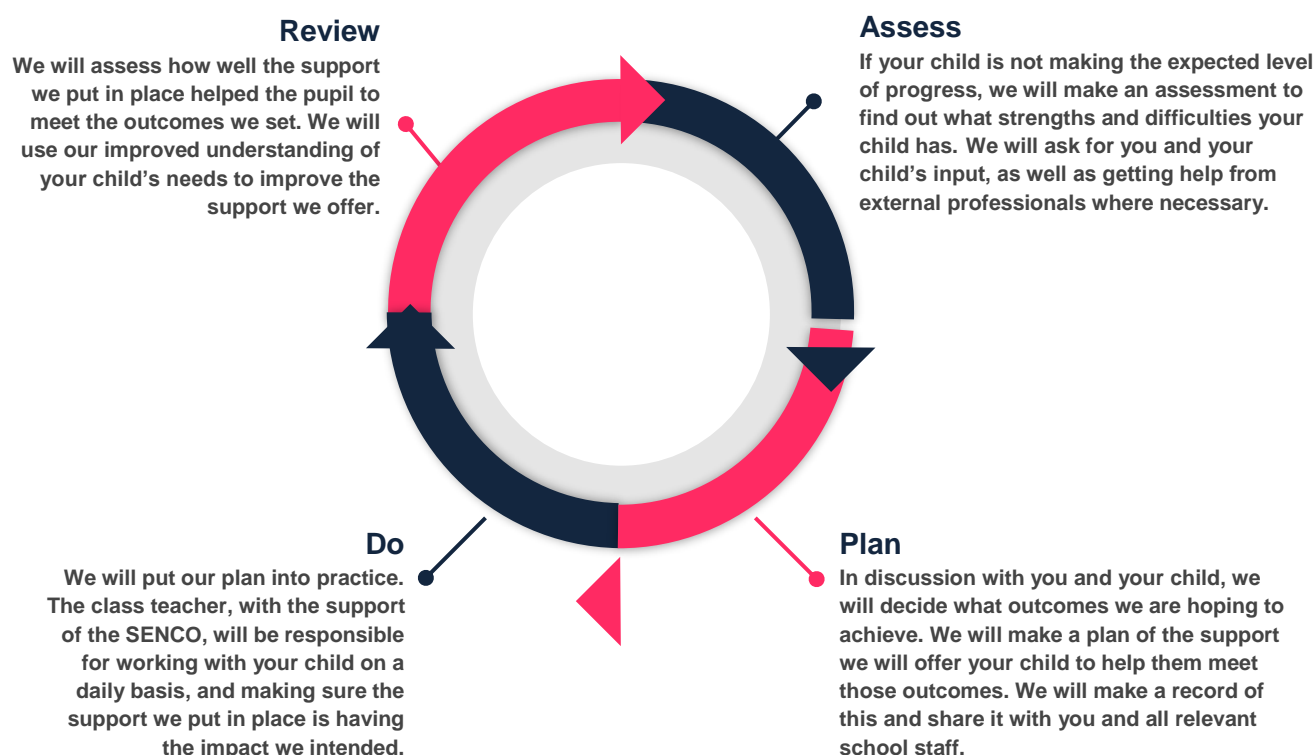 Review
We will assess how well the support
we put in place helped the pupil to
meet the outcomes we set. We will
use our improved understanding of
your child’s needs to improve the
support we offer.
Assess
If your child is not making the expected level
of progress, we will make an assessment to
find out what strengths and difficulties your
child has. We will ask for you and your
child’s input, as well as getting help from
external professionals where necessary.
Do
We will put our plan into practice.
The class teacher, with the support
of the SENCO, will be responsible
for working with your child on a
daily basis, and making sure the
support we put in place is having
the impact we intended.
Plan
In discussion with you and your child, we
will decide what outcomes we are hoping to
achieve. We will make a plan of the support
we will offer your child to help them meet
those outcomes. We will make a record of
this and share it with you and all relevant
school staff.